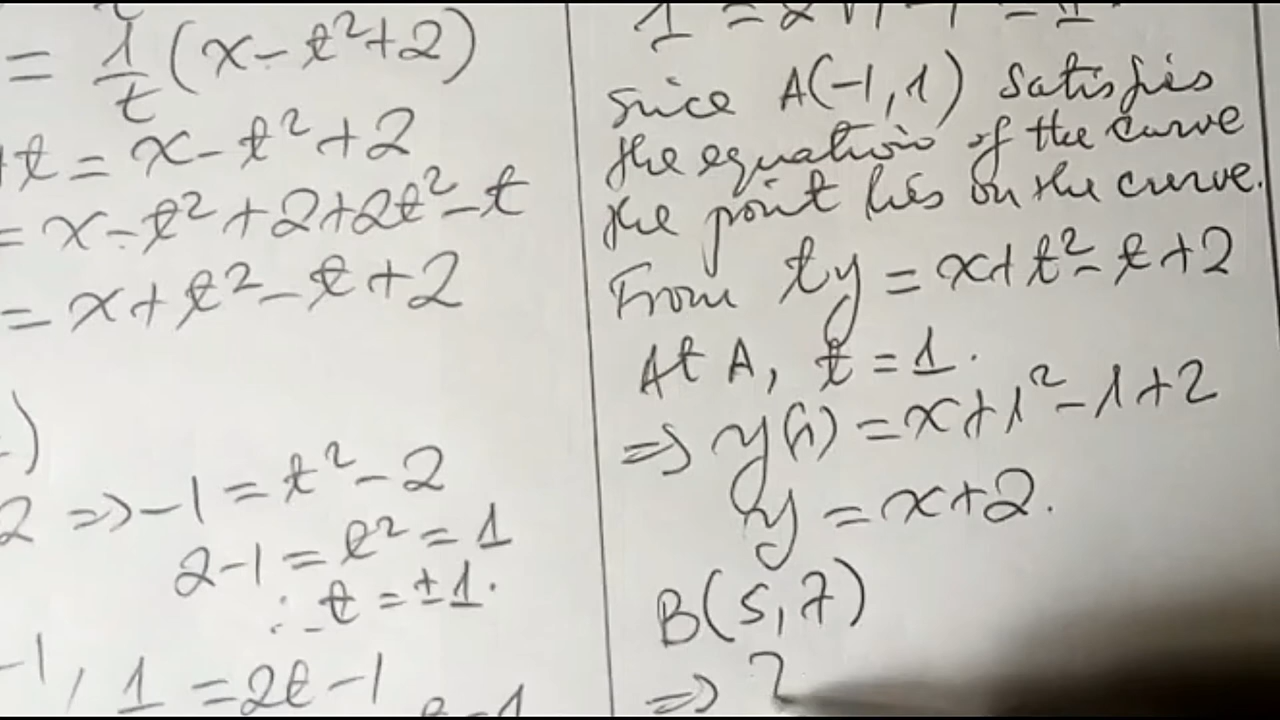 = 1/t (x - t² + 2)
+t = x - t² + 2
= x - t² + 2 + 2t² - t
= x + t² - t + 2
2 => -1 = t² - 2
2 - 1 = t² = 1
∴ t = ±1.
-1, 1 = 2t - 1
Since A(-1, 1) satisfies
the equation of the curve
the point lies on the curve.
From ty = x + t² - t + 2
At A, t = 1.
=> y(1) = x + 1² - 1 + 2
y = x + 2.
B(5, 7)
=> 7